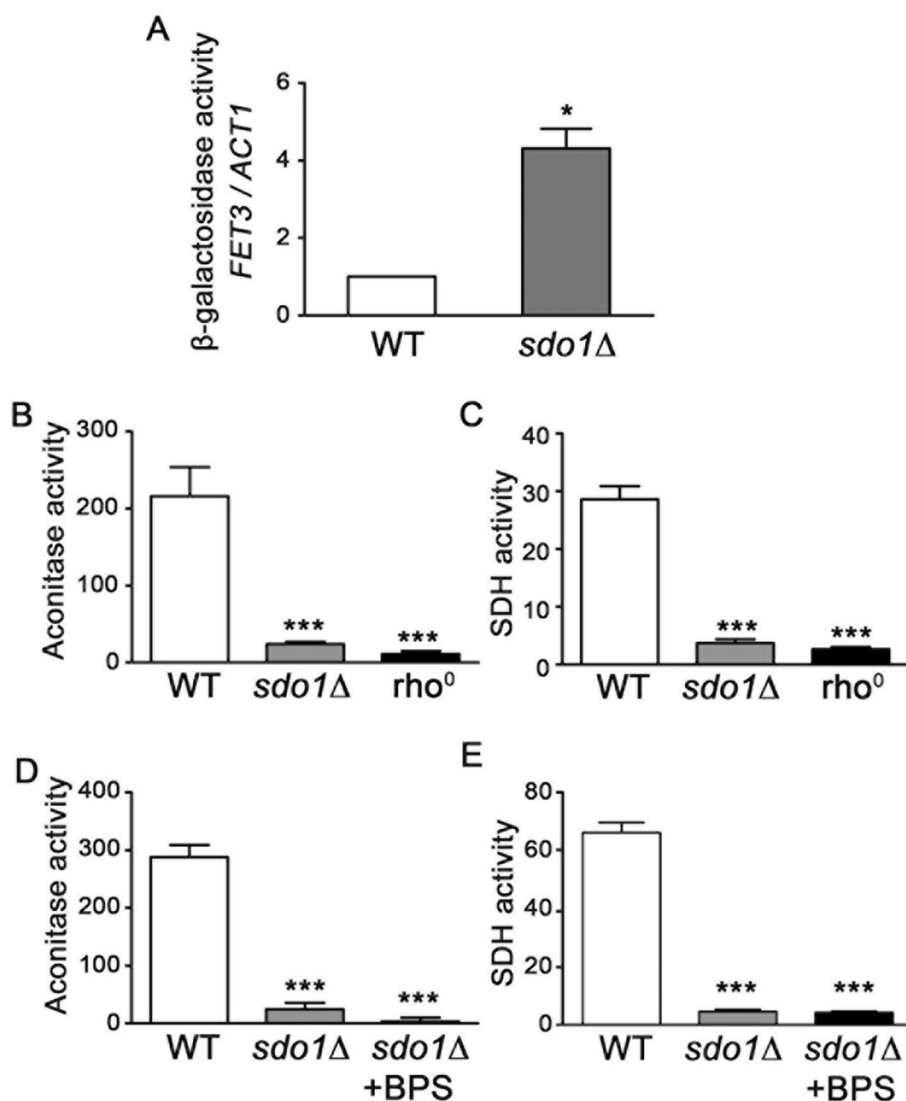 A
β-galactosidase activity
FET3 / ACT1
6
4
2
0
*
WT
sdo1Δ
B
Aconitase activity
300
200
100
0
***
***
WT
sdo1Δ
rho⁰
C
SDH activity
40
30
20
10
0
***
***
WT
sdo1Δ
rho⁰
D
Aconitase activity
400
300
200
100
0
***
***
WT
sdo1Δ
sdo1Δ
+BPS
E
SDH activity
80
60
40
20
0
***
***
WT
sdo1Δ
sdo1Δ
+BPS